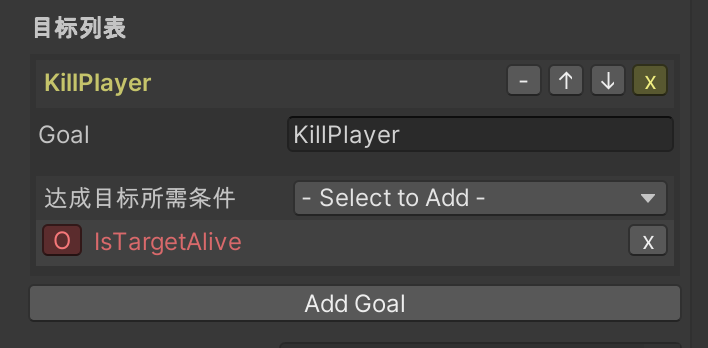 目标列表
KillPlayer - ↑ ↓ x
Goal KillPlayer
达成目标所需条件 - Select to Add -
O IsTargetAlive x
Add Goal